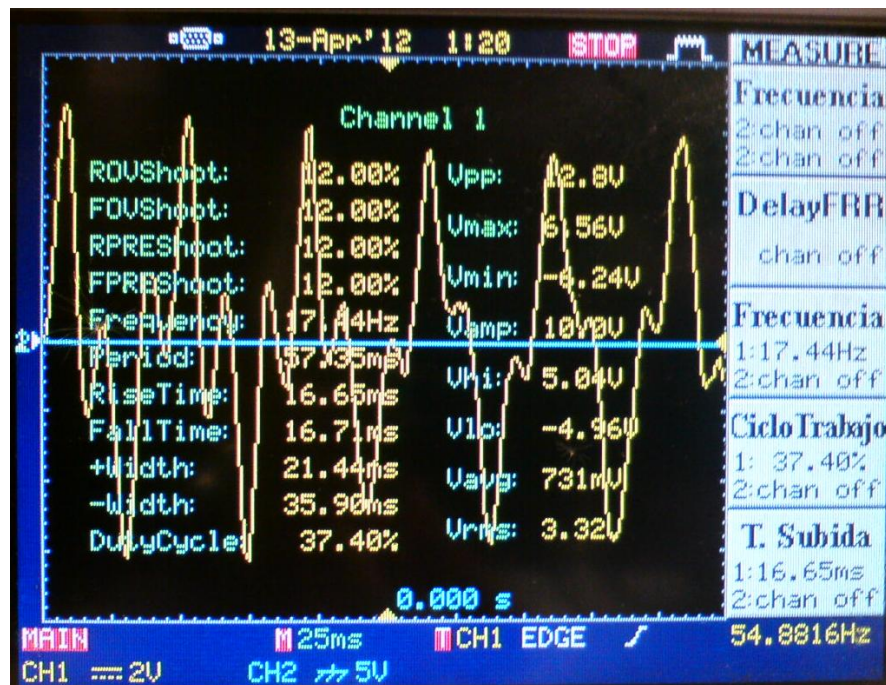 13-Apr'12 1:20 STOP
MEASURE
Channel 1
ROVShoot: 12.00%
FOVShoot: 12.00%
RPREShoot: 12.00%
FPREShoot: 12.00%
Frequency: 17.44Hz
Period: 57.35ms
RiseTime: 16.65ms
FallTime: 16.71ms
+Width: 21.44ms
-Width: 35.90ms
DutyCycle: 37.40%
Vpp: 12.8V
Vmax: 6.56V
Vmin: -6.24V
Vamp: 10.0V
Vhi: 5.04V
Vlo: -4.96V
Vavg: 731mV
Vrms: 3.32V
2
0.000 s
Frecuencia
2:chan off
2:chan off
DelayFRR
chan off
Frecuencia
1:17.44Hz
2:chan off
CicloTrabajo
1: 37.40%
2:chan off
T. Subida
1:16.65ms
2:chan off
MAIN M 25ms T CH1 EDGE 54.8816Hz
CH1 2V CH2 5V